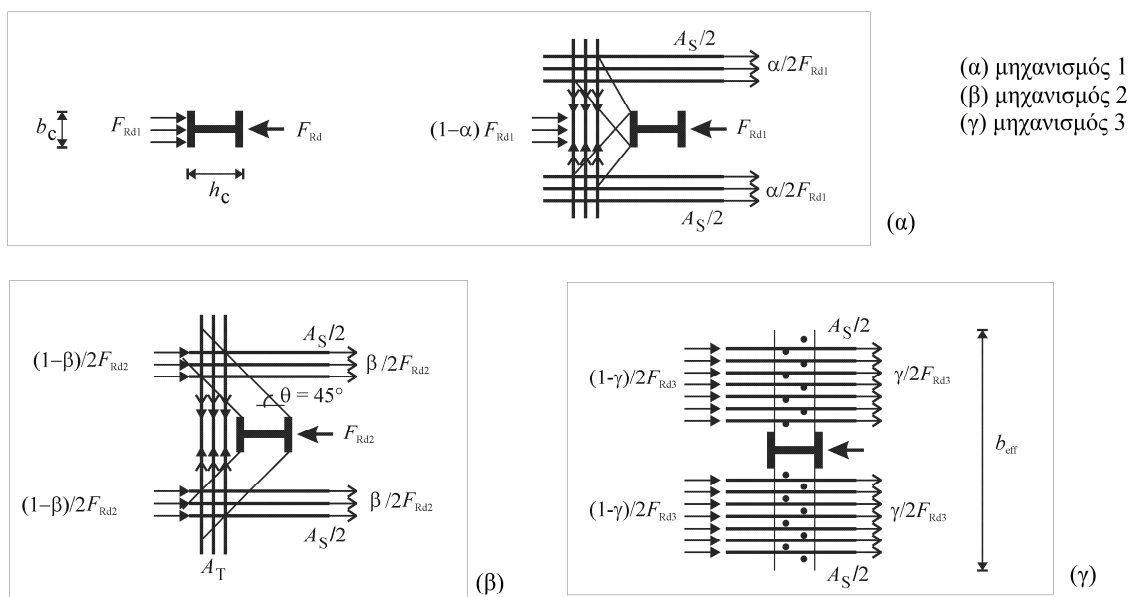 A_S/2
α/2F_Rd1
b_c
F_Rd1
F_Rd
(1–α) F_Rd1
F_Rd1
h_c
α/2F_Rd1
A_S/2
(α)
(α) μηχανισμός 1
(β) μηχανισμός 2
(γ) μηχανισμός 3
A_S/2
(1–β)/2F_Rd2
β/2F_Rd2
θ = 45°
F_Rd2
(1–β)/2F_Rd2
β/2F_Rd2
A_S/2
A_T
(β)
A_S/2
(1-γ)/2F_Rd3
γ/2F_Rd3
b_eff
(1-γ)/2F_Rd3
γ/2F_Rd3
A_S/2
(γ)